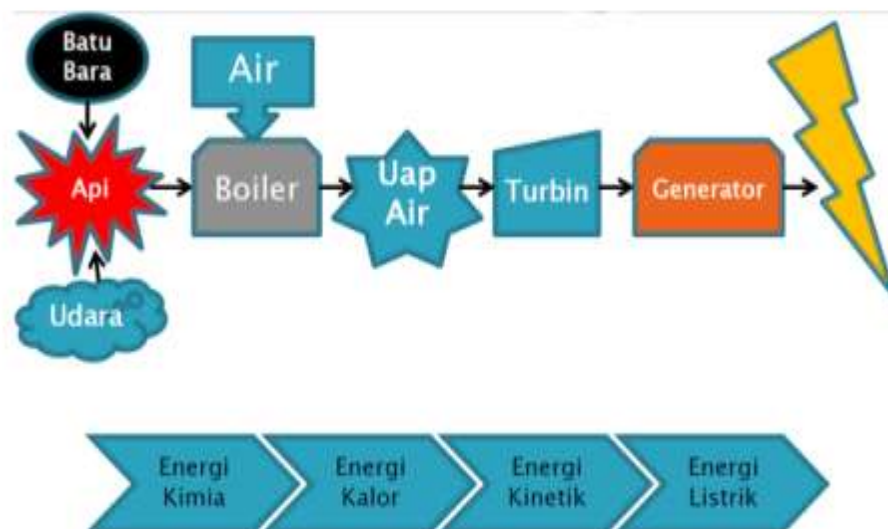 Batu
Bara
Air
Api
Boiler
Uap
Air
Turbin
Generator
Udara
Energi
Kimia
Energi
Kalor
Energi
Kinetik
Energi
Listrik